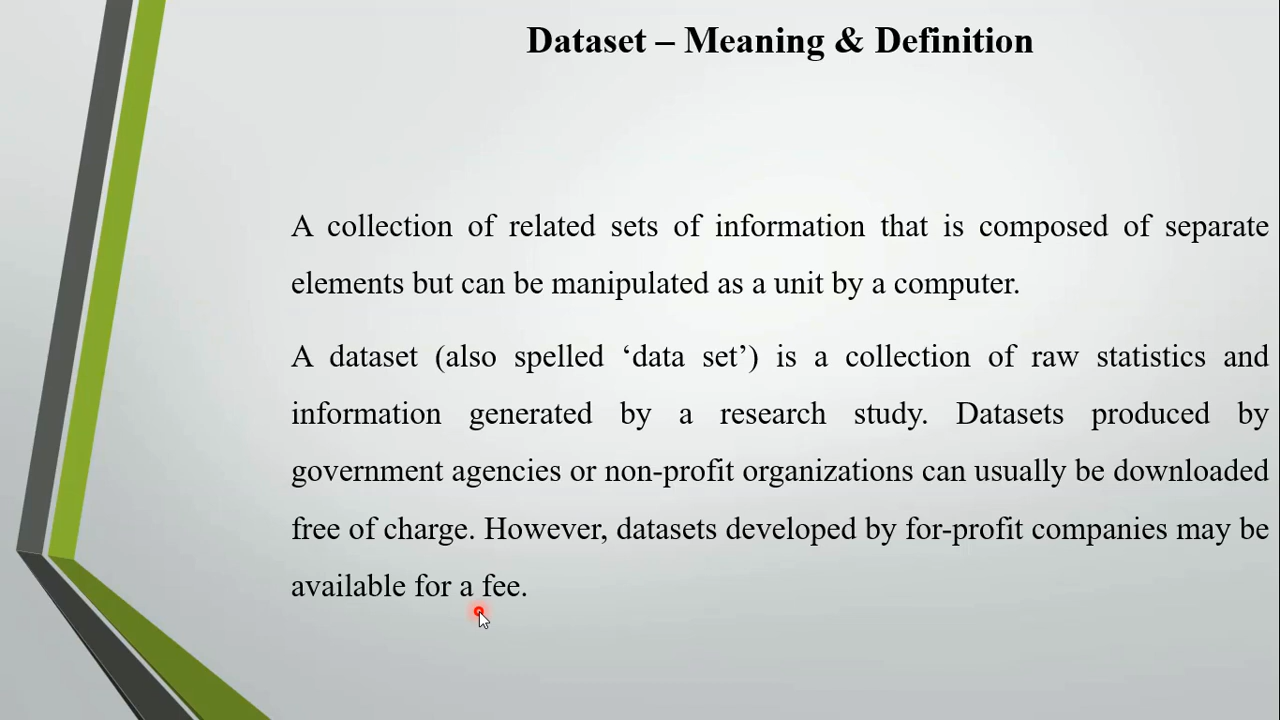 Dataset – Meaning & Definition
A collection of related sets of information that is composed of separate
elements but can be manipulated as a unit by a computer.
A dataset (also spelled ‘data set’) is a collection of raw statistics and
information generated by a research study. Datasets produced by
government agencies or non-profit organizations can usually be downloaded
free of charge. However, datasets developed by for-profit companies may be
available for a fee.